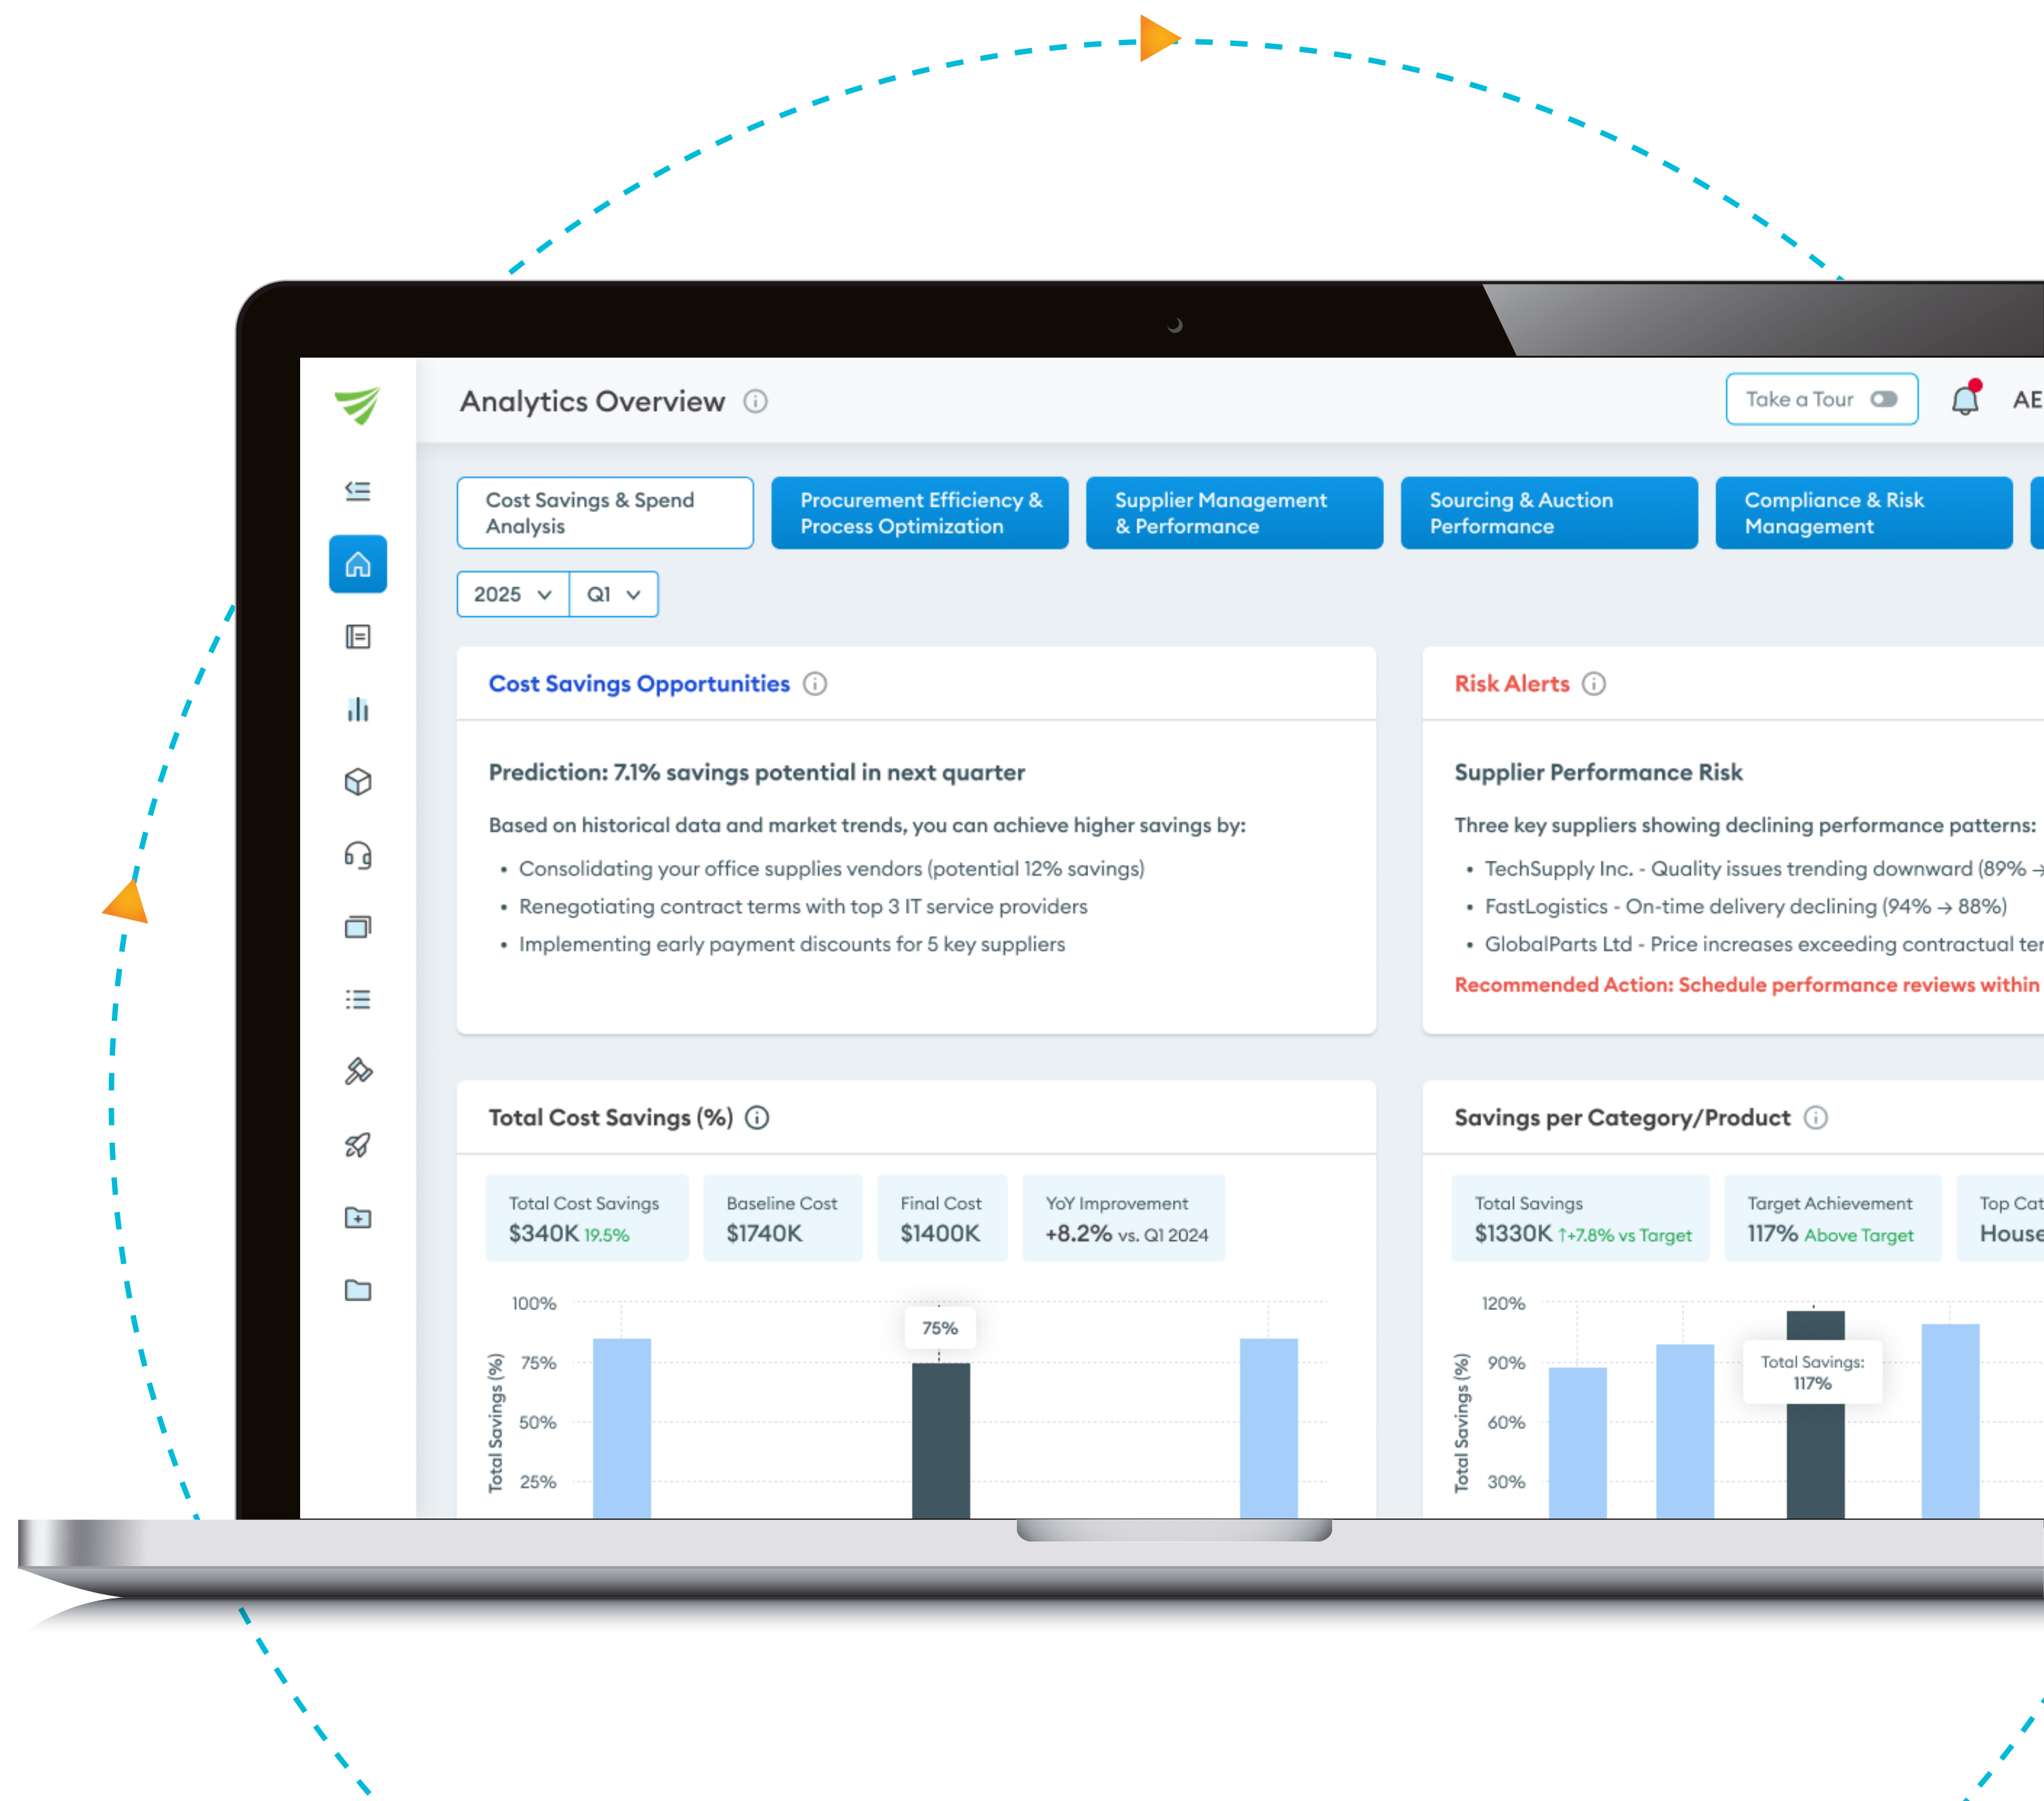 Analytics Overview
Take a Tour
AE
Cost Savings & Spend
Analysis
Procurement Efficiency &
Process Optimization
Supplier Management
& Performance
Sourcing & Auction
Performance
Compliance & Risk
Management
2025
Q1
Cost Savings Opportunities
Prediction: 7.1% savings potential in next quarter
Based on historical data and market trends, you can achieve higher savings by:
• Consolidating your office supplies vendors (potential 12% savings)
• Renegotiating contract terms with top 3 IT service providers
• Implementing early payment discounts for 5 key suppliers
Risk Alerts
Supplier Performance Risk
Three key suppliers showing declining performance patterns:
• TechSupply Inc. - Quality issues trending downward (89% →
• FastLogistics - On-time delivery declining (94% → 88%)
• GlobalParts Ltd - Price increases exceeding contractual
Recommended Action: Schedule performance reviews within
Total Cost Savings (%)
Total Cost Savings
$340K 19.5%
Baseline Cost
$1740K
Final Cost
$1400K
YoY Improvement
+8.2% vs. Q1 2024
Total Savings (%)
100%
75%
50%
25%
75%
Savings per Category/Product
Total Savings
$1330K ↑+7.8% vs Target
Target Achievement
117% Above Target
Top
Total Savings (%)
120%
90%
60%
30%
Total Savings:
117%